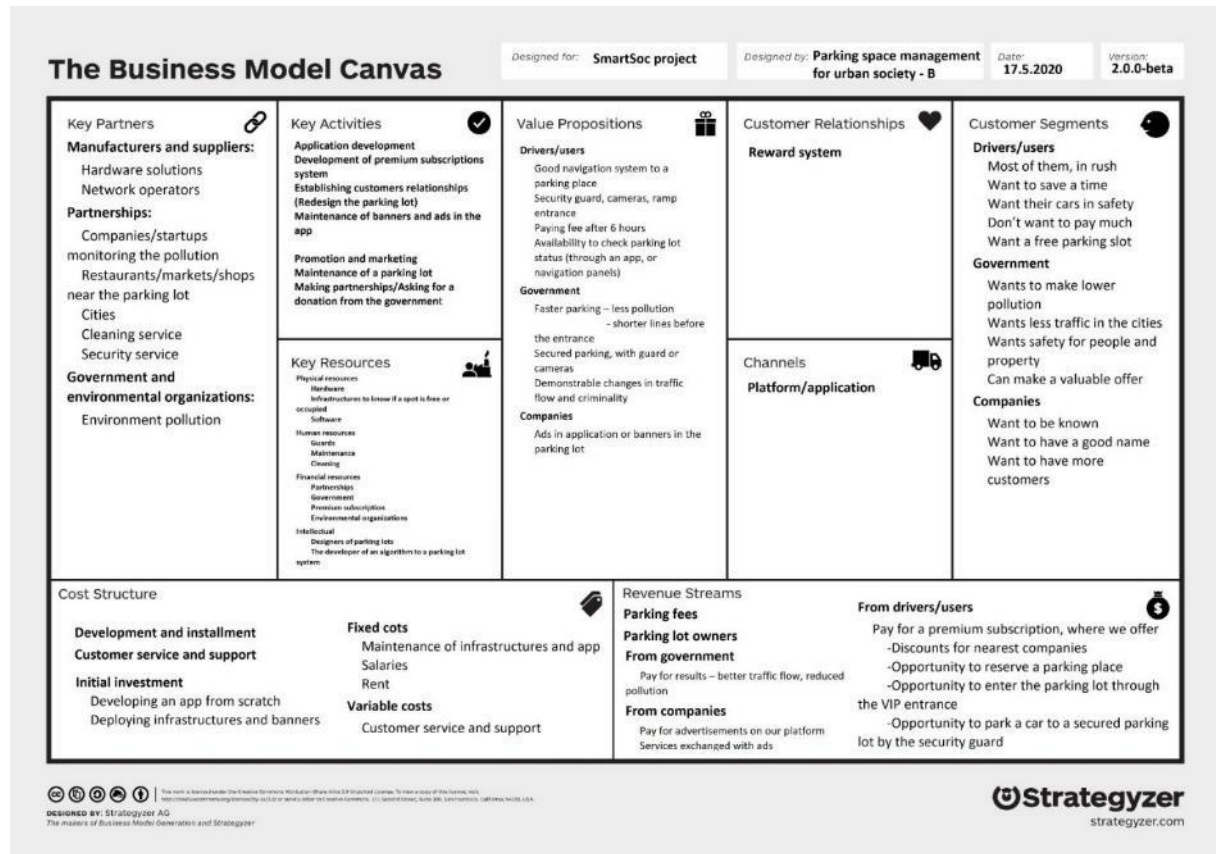 The Business Model Canvas
Designed for: SmartSoc project
Designed by: Parking space management
for urban society - B
Date:
17.5.2020
Version:
2.0.0-beta
Key Partners
Manufacturers and suppliers:
Hardware solutions
Network operators
Partnerships:
Companies/startups
monitoring the pollution
Restaurants/markets/shops
near the parking lot
Cities
Cleaning service
Security service
Government and
environmental organizations:
Environment pollution
Key Activities
Application development
Development of premium subscriptions
system
Establishing customers relationships
(Redesign the parking lot)
Maintenance of banners and ads in the
app
Promotion and marketing
Maintenance of a parking lot
Making partnerships/Asking for a
donation from the government
Key Resources
Physical resources
Hardware
Infrastructures to know if a spot is free or
occupied
Software
Human resources
Guards
Maintenance
Cleaning
Financial resources
Partnerships
Government
Premium subscription
Environmental organizations
Intellectual
Designers of parking lots
The developer of an algorithm to a parking lot
system
Value Propositions
Drivers/users
Good navigation system to a
parking place
Security guard, cameras, ramp
entrance
Paying fee after 6 hours
Availability to check parking lot
status (through an app, or
navigation panels)
Government
Faster parking – less pollution
- shorter lines before
the entrance
Secured parking, with guard or
cameras
Demonstrable changes in traffic
flow and criminality
Companies
Ads in application or banners in the
parking lot
Customer Relationships
Reward system
Channels
Platform/application
Customer Segments
Drivers/users
Most of them, in rush
Want to save a time
Want their cars in safety
Don't want to pay much
Want a free parking slot
Government
Wants to make lower
pollution
Wants less traffic in the cities
Wants safety for people and
property
Can make a valuable offer
Companies
Want to be known
Want to have a good name
Want to have more
customers
Cost Structure
Development and installment
Customer service and support
Initial investment
Developing an app from scratch
Deploying infrastructures and banners
Fixed cots
Maintenance of infrastructures and app
Salaries
Rent
Variable costs
Customer service and support
Revenue Streams
Parking fees
Parking lot owners
From government
Pay for results – better traffic flow, reduced
pollution
From companies
Pay for advertisements on our platform
Services exchanged with ads
From drivers/users
Pay for a premium subscription, where we offer
-Discounts for nearest companies
-Opportunity to reserve a parking place
-Opportunity to enter the parking lot through
the VIP entrance
-Opportunity to park a car to a secured parking
lot by the security guard
DESIGNED BY: Strategyzer AG
The makers of Business Model Generation and Strategyzer
Strategyzer
strategyzer.com